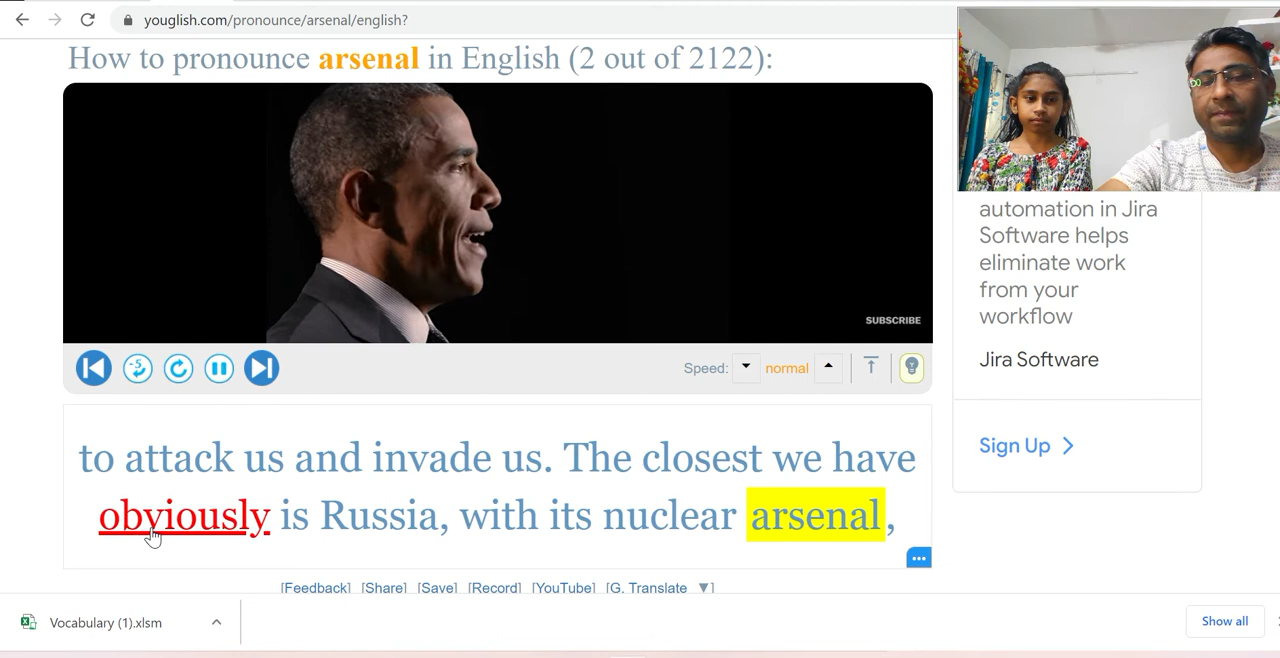 youglish.com/pronounce/arsenal/english?
How to pronounce arsenal in English (2 out of 2122):
SUBSCRIBE
-5
Speed: normal
to attack us and invade us. The closest we have
obviously is Russia, with its nuclear arsenal,
[Feedback] [Share] [Save] [Record] [YouTube] [G. Translate ▼]
automation in Jira
Software helps
eliminate work
from your
workflow
Jira Software
Sign Up
Vocabulary (1).xlsm
Show all